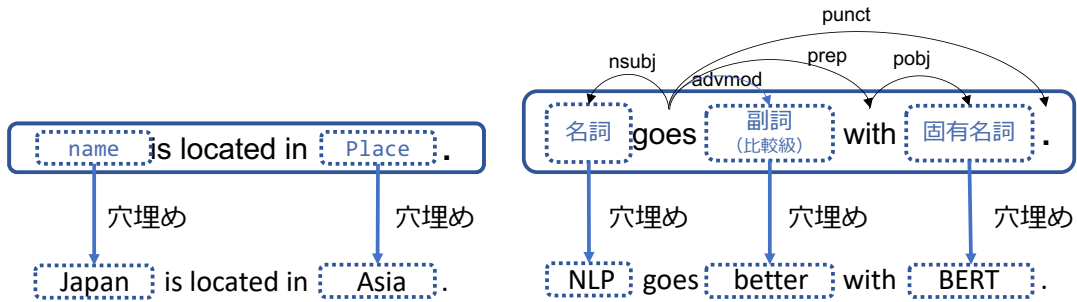 name is located in Place .
穴埋め 穴埋め
Japan is located in Asia .
punct
nsubj advmod prep pobj
名詞 goes 副詞 (比較級) with 固有名詞 .
穴埋め 穴埋め 穴埋め
NLP goes better with BERT .